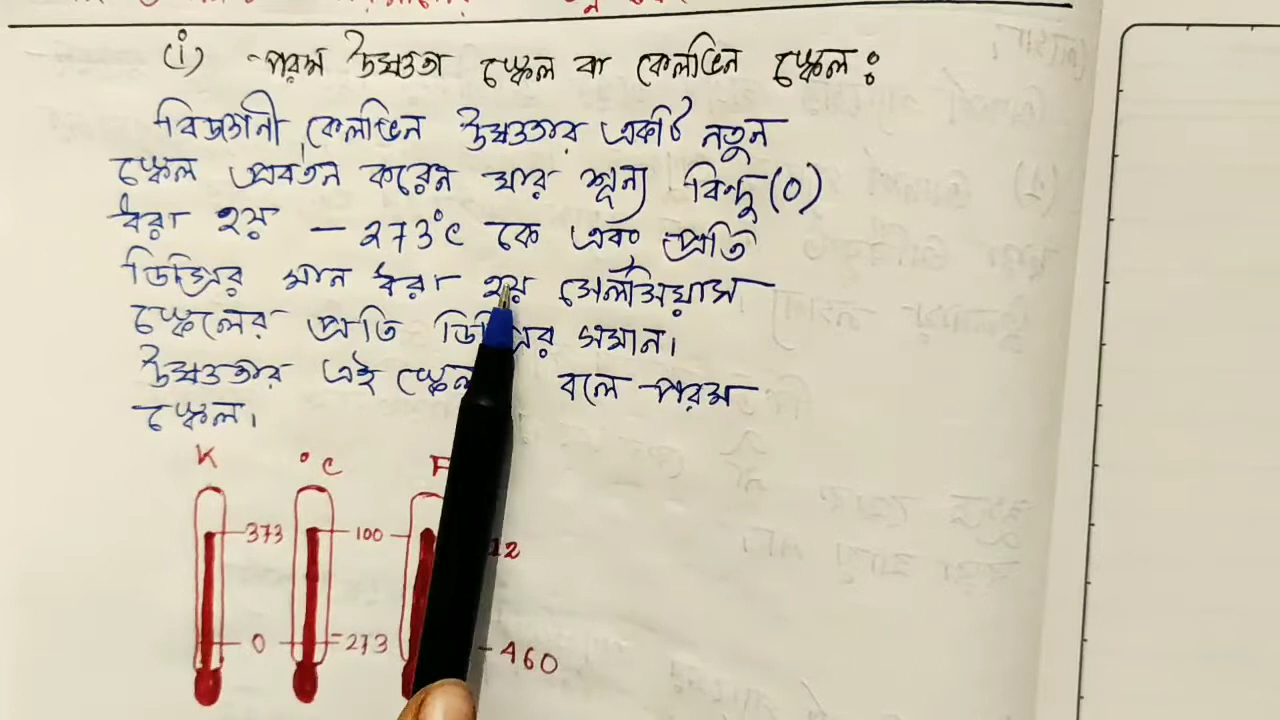 (i) পরম উষ্ণতা স্কেল বা কেলভিন স্কেল :
বিজ্ঞানী কেলভিন উষ্ণতার একটি নতুন
স্কেল প্রবর্তন করেন যার শূন্য বিন্দু (0)
ধরা হয় – 273°C কে এবং প্রতি
ডিগ্রির মান ধরা হয় সেলসিয়াস
স্কেলের প্রতি ডিগ্রির সমান।
উষ্ণতার এই স্কেল বলে পরম
স্কেল।
K °C F
373 100 12
0 -273 -460